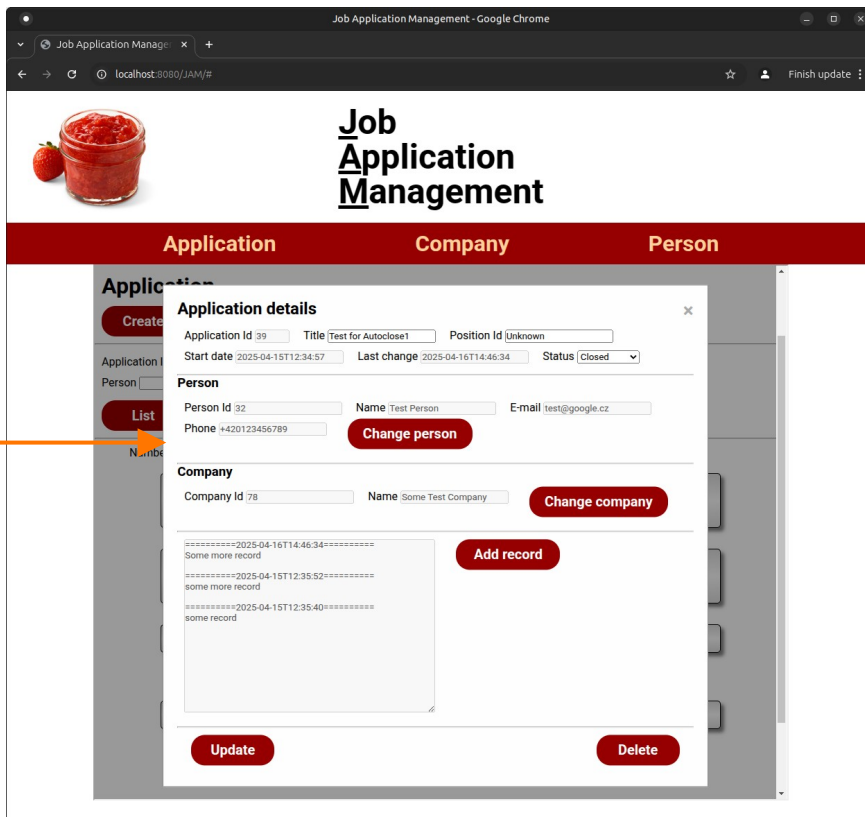 Job Application Management - Google Chrome
Job Application Manage × +
localhost:8080/JAM/# Finish update
Job
Application
Management
Application Company Person
Application
Create
Application I
Person
List
Numbe
Application details ×
Application Id 39 Title Test for Autoclose1 Position Id Unknown
Start date 2025-04-15T12:34:57 Last change 2025-04-16T14:46:34 Status Closed
Person
Person Id 32 Name Test Person E-mail test@google.cz
Phone +420123456789 Change person
Company
Company Id 78 Name Some Test Company Change company
==========2025-04-16T14:46:34========== Add record
Some more record
==========2025-04-15T12:35:52==========
some more record
==========2025-04-15T12:35:40==========
some record
Update Delete